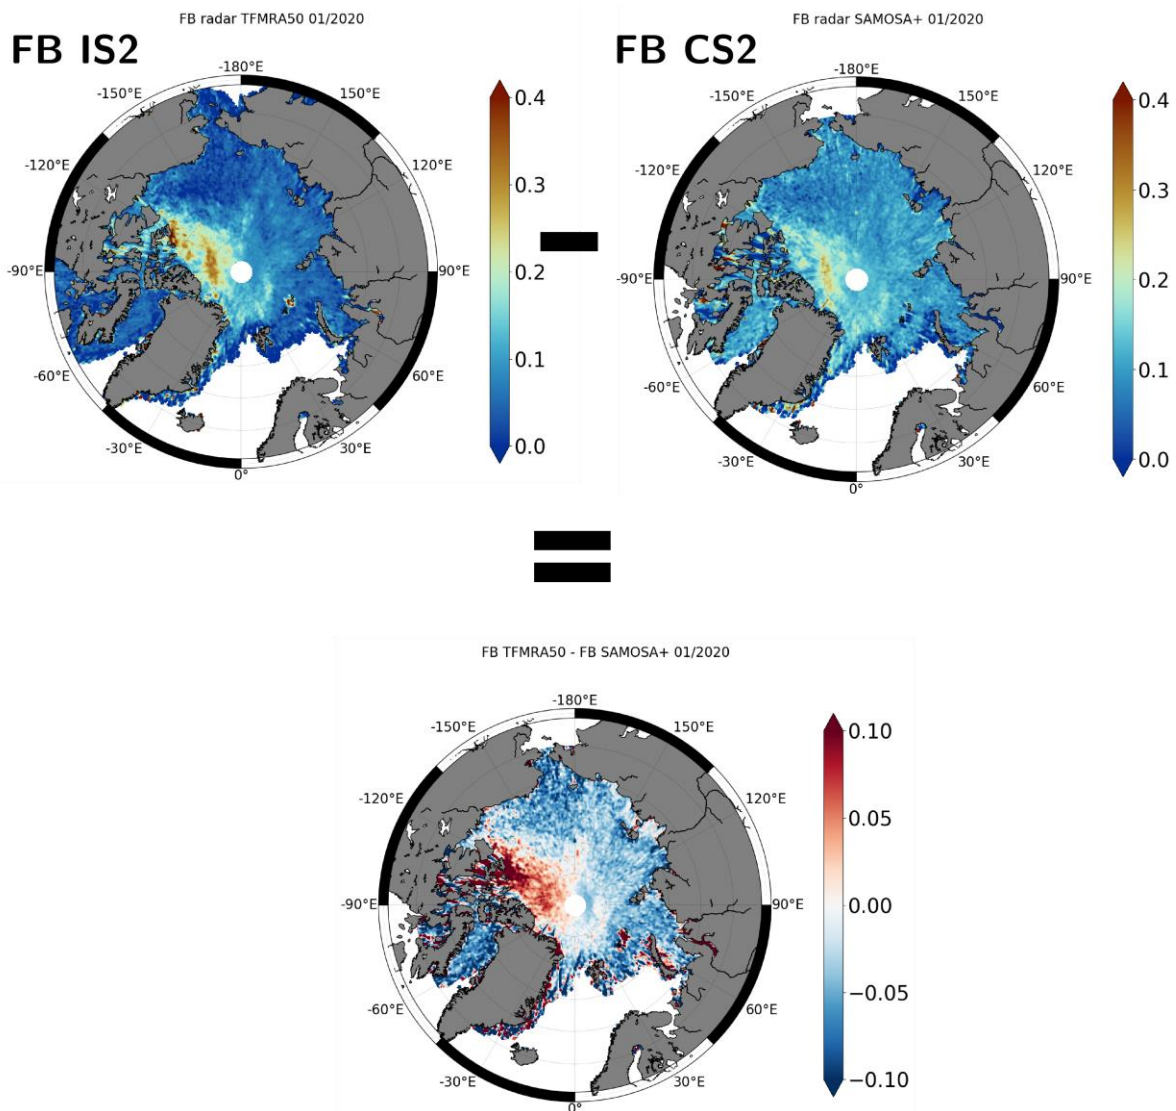 FB radar TFMRA50 01/2020
FB IS2
-180°E
-150°E
150°E
-120°E
120°E
-90°E
90°E
-60°E
60°E
-30°E
30°E
0°
0.4
0.3
0.2
0.1
0.0
FB radar SAMOSA+ 01/2020
FB CS2
-180°E
-150°E
150°E
-120°E
120°E
-90°E
90°E
-60°E
60°E
-30°E
30°E
0°
0.4
0.3
0.2
0.1
0.0
FB TFMRA50 - FB SAMOSA+ 01/2020
-180°E
-150°E
150°E
-120°E
120°E
-90°E
90°E
-60°E
60°E
-30°E
30°E
0°
0.10
0.05
0.00
−0.05
−0.10